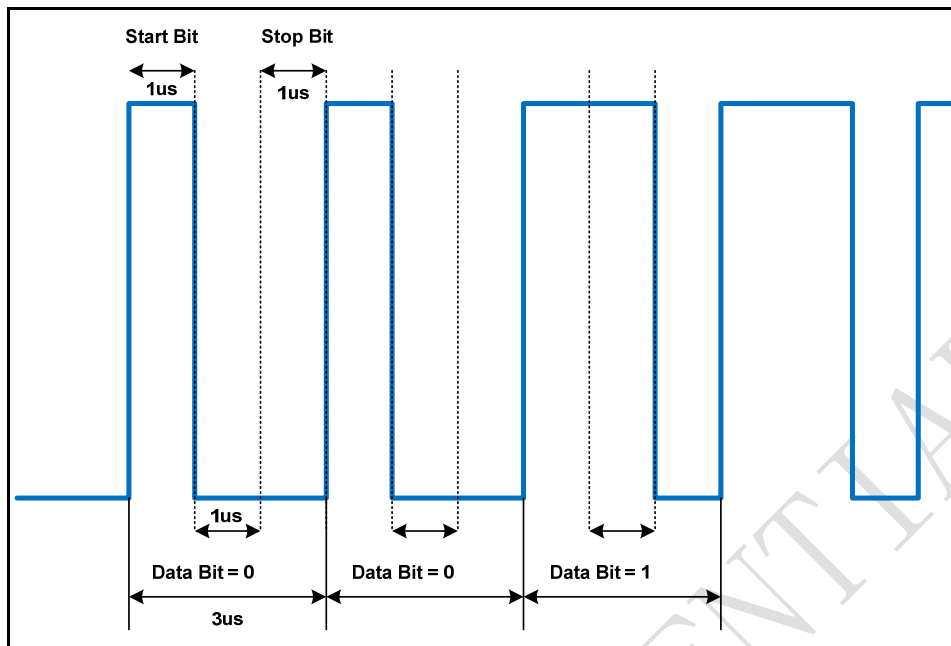 Start Bit Stop Bit
1us 1us
1us
Data Bit = 0 Data Bit = 0 Data Bit = 1
3us